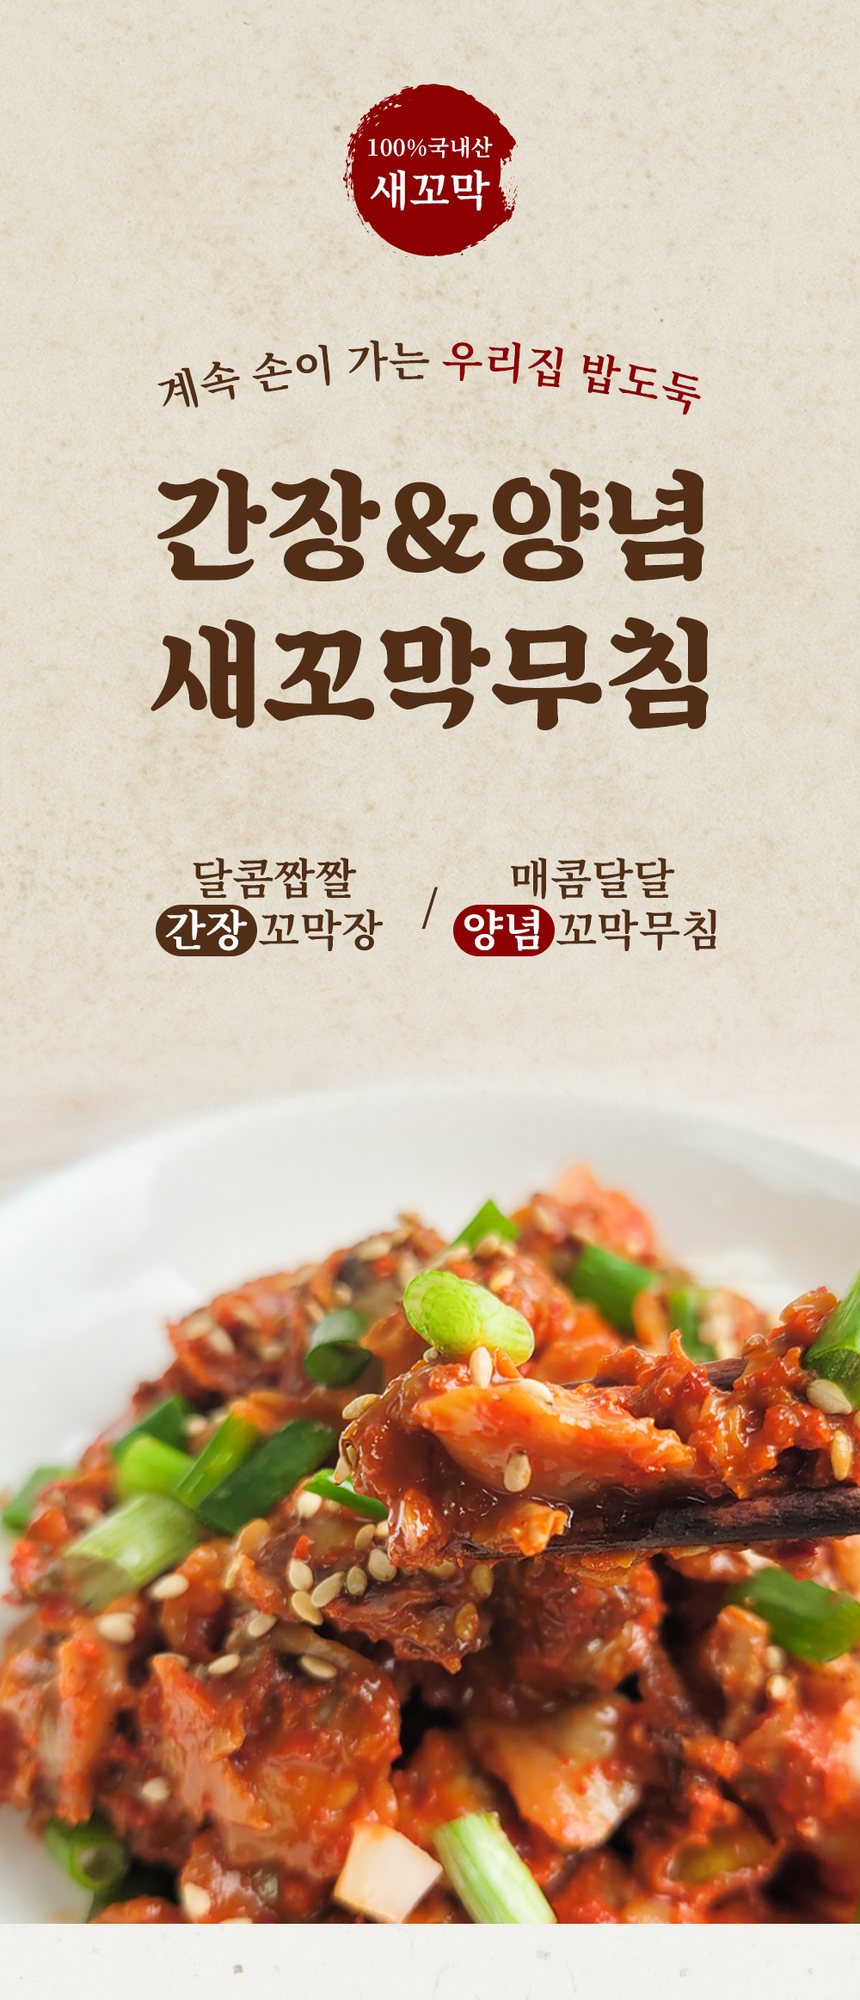 100%국내산
새꼬막
계속 손이 가는 우리집 밥도둑
간장&양념
새꼬막무침
달콤짭짤
간장 꼬막장
/
매콤달달
양념 꼬막무침